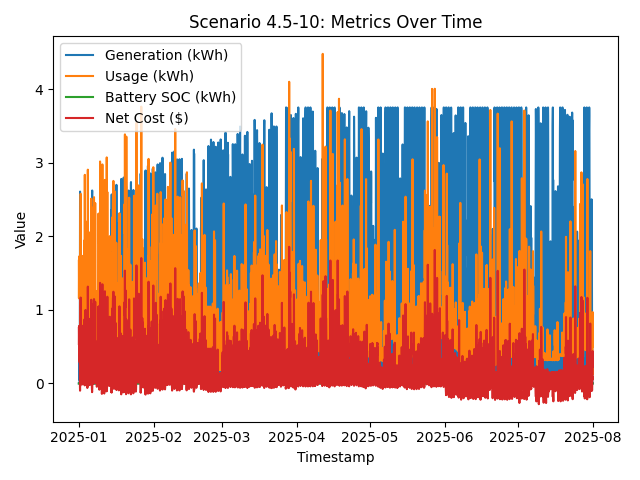 Scenario 4.5-10: Metrics Over Time
Generation (kWh)
Usage (kWh)
Battery SOC (kWh)
Net Cost ($)
Value
4
3
2
1
0
2025-01 2025-02 2025-03 2025-04 2025-05 2025-06 2025-07 2025-08
Timestamp